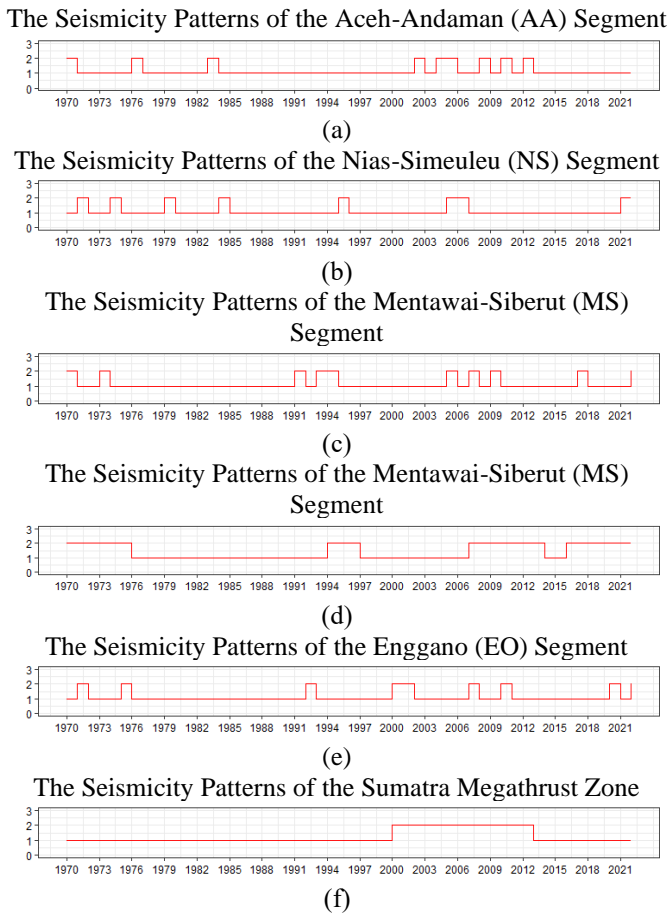 The Seismicity Patterns of the Aceh-Andaman (AA) Segment
3
2
1
0
1970 1973 1976 1979 1982 1985 1988 1991 1994 1997 2000 2003 2006 2009 2012 2015 2018 2021
(a)
The Seismicity Patterns of the Nias-Simeuleu (NS) Segment
3
2
1
0
1970 1973 1976 1979 1982 1985 1988 1991 1994 1997 2000 2003 2006 2009 2012 2015 2018 2021
(b)
The Seismicity Patterns of the Mentawai-Siberut (MS)
Segment
3
2
1
0
1970 1973 1976 1979 1982 1985 1988 1991 1994 1997 2000 2003 2006 2009 2012 2015 2018 2021
(c)
The Seismicity Patterns of the Mentawai-Siberut (MS)
Segment
3
2
1
0
1970 1973 1976 1979 1982 1985 1988 1991 1994 1997 2000 2003 2006 2009 2012 2015 2018 2021
(d)
The Seismicity Patterns of the Enggano (EO) Segment
3
2
1
0
1970 1973 1976 1979 1982 1985 1988 1991 1994 1997 2000 2003 2006 2009 2012 2015 2018 2021
(e)
The Seismicity Patterns of the Sumatra Megathrust Zone
3
2
1
0
1970 1973 1976 1979 1982 1985 1988 1991 1994 1997 2000 2003 2006 2009 2012 2015 2018 2021
(f)